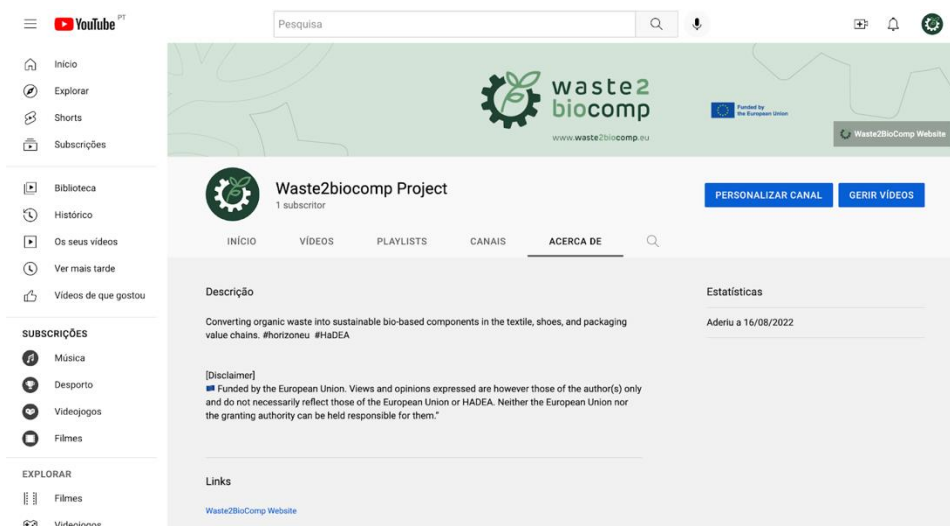 YouTube PT
Pesquisa
Início
Explorar
Shorts
Subscrições
Biblioteca
Histórico
Os seus vídeos
Ver mais tarde
Vídeos de que gostou
SUBSCRIÇÕES
Música
Desporto
Videojogos
Filmes
EXPLORAR
Filmes
Videojogos
waste2
biocomp
www.waste2biocomp.eu
Funded by
the European Union
Waste2BioComp Website
Waste2biocomp Project
1 subscritor
PERSONALIZAR CANAL
GERIR VÍDEOS
INÍCIO
VÍDEOS
PLAYLISTS
CANAIS
ACERCA DE
Descrição
Converting organic waste into sustainable bio-based components in the textile, shoes, and packaging
value chains. #horizoneu #HaDEA
[Disclaimer]
Funded by the European Union. Views and opinions expressed are however those of the author(s) only
and do not necessarily reflect those of the European Union or HADEA. Neither the European Union nor
the granting authority can be held responsible for them."
Links
Waste2BioComp Website
Estatísticas
Aderiu a 16/08/2022